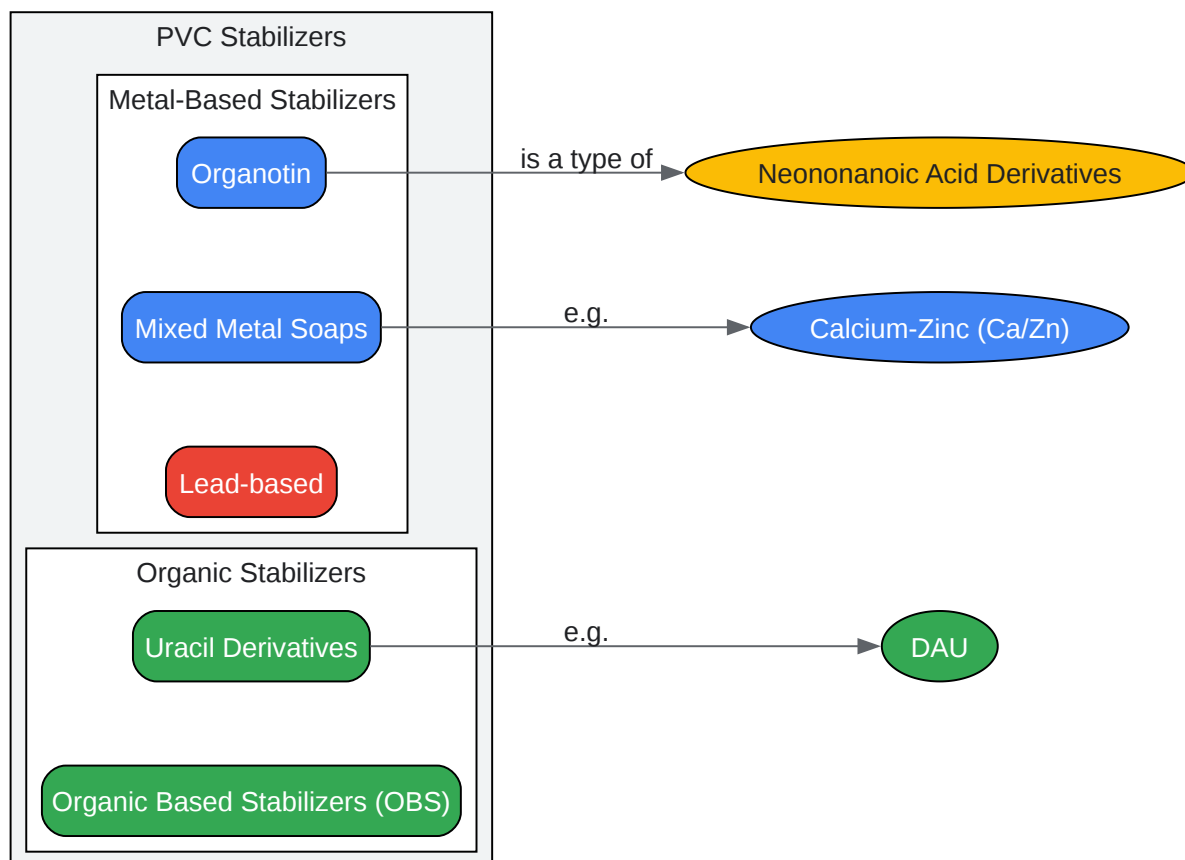 PVC Stabilizers
Metal-Based Stabilizers
Organotin
is a type of
Neononanoic Acid Derivatives
Mixed Metal Soaps
e.g.
Calcium-Zinc (Ca/Zn)
Lead-based
Organic Stabilizers
Uracil Derivatives
e.g.
DAU
Organic Based Stabilizers (OBS)